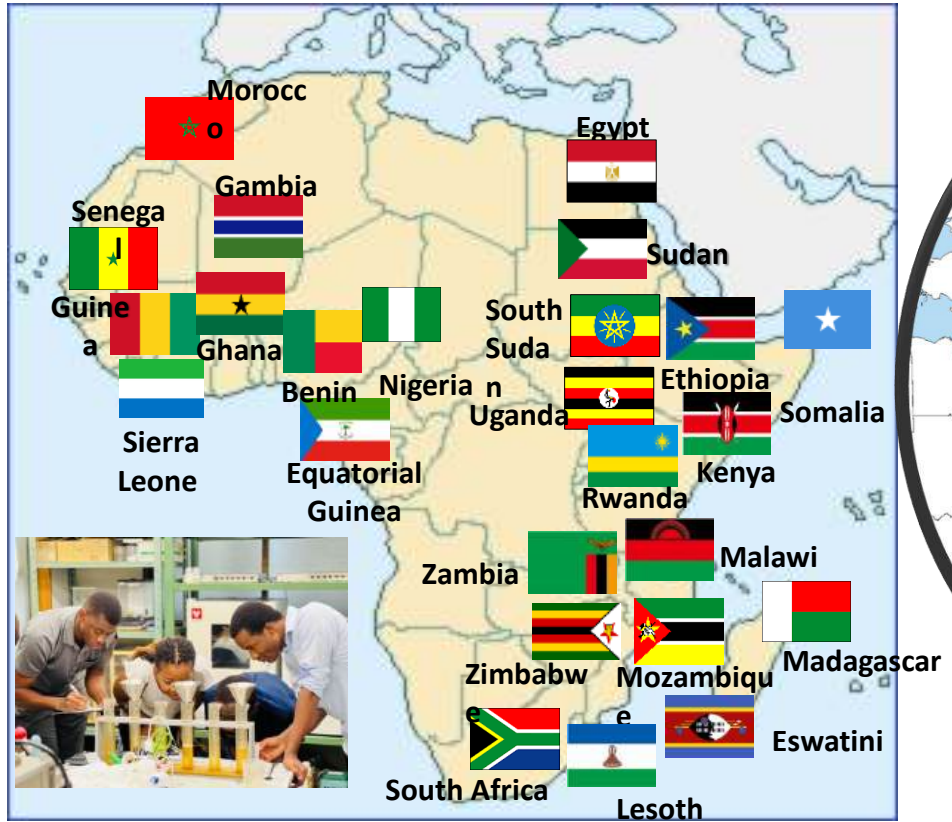 Morocc
o
Egypt
Gambia
Senega
l
Sudan
Guine
a
South
Suda
n
Ghana
Benin
Nigeria
Ethiopia
Uganda
Somalia
Sierra
Leone
Equatorial
Guinea
Kenya
Rwanda
Malawi
Zambia
Madagascar
Zimbabw
e
Mozambiqu
e
Eswatini
South Africa
Lesoth